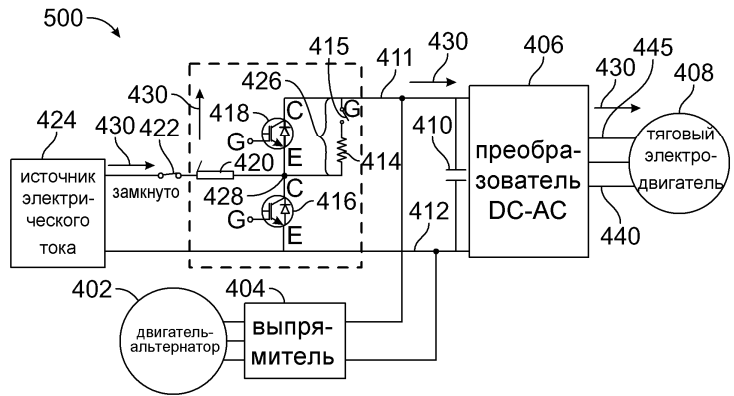 500
415
430
426
411
430
406
430
445
408
424
430
422
430
418
C
G
G
E
414
410
420
источник
электри-
ческого
тока
замкнуто
428
C
G
416
E
412
преобра-
зователь
DC-AC
тяговый
электро-
двигатель
440
402
404
двигатель-
альтернатор
выпря-
митель